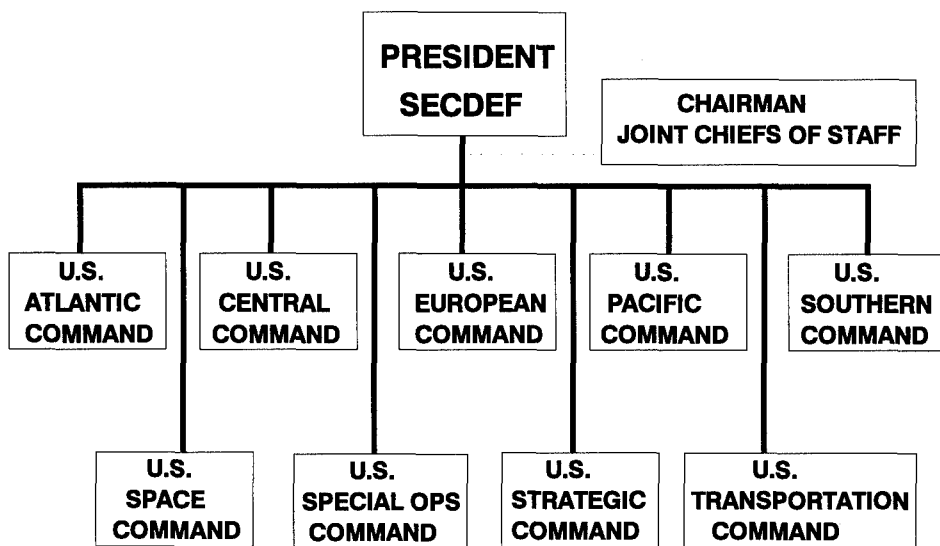 PRESIDENT
SECDEF
CHAIRMAN
JOINT CHIEFS OF STAFF
U.S.
ATLANTIC
COMMAND
U.S.
CENTRAL
COMMAND
U.S.
EUROPEAN
COMMAND
U.S.
PACIFIC
COMMAND
U.S.
SOUTHERN
COMMAND
U.S.
SPACE
COMMAND
U.S.
SPECIAL OPS
COMMAND
U.S.
STRATEGIC
COMMAND
U.S.
TRANSPORTATION
COMMAND